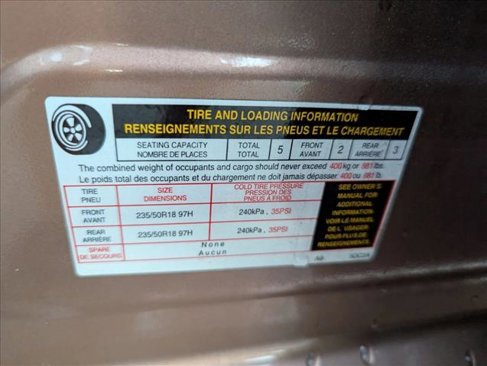 TIRE AND LOADING INFORMATION
RENSEIGNEMENTS SUR LES PNEUS ET LE CHARGEMENT
SEATING CAPACITY TOTAL 5 FRONT 2 REAR 3
NOMBRE DE PLACES TOTAL AVANT ARRIÈRE
The combined weight of occupants and cargo should never exceed 400 kg or 881 lbs.
Le poids total des occupants et du chargement ne doit jamais dépasser 400 ou 881 lb.
TIRE PNEU
SIZE DIMENSIONS
COLD TIRE PRESSURE
PRESSION DES
PNEUS À FROID
SEE OWNER'S
MANUAL FOR
ADDITIONAL
INFORMATION
VOIR LE MANUEL
DE L' USAGER
POUR PLUS DE
RENSEIGNEMENTS.
FRONT
AVANT
235/50R18 97H 240kPa , 35PSI
REAR
ARRIÈRE
235/50R18 97H 240kPa , 35PSI
SPARE
DE SECOURS
None
Aucun